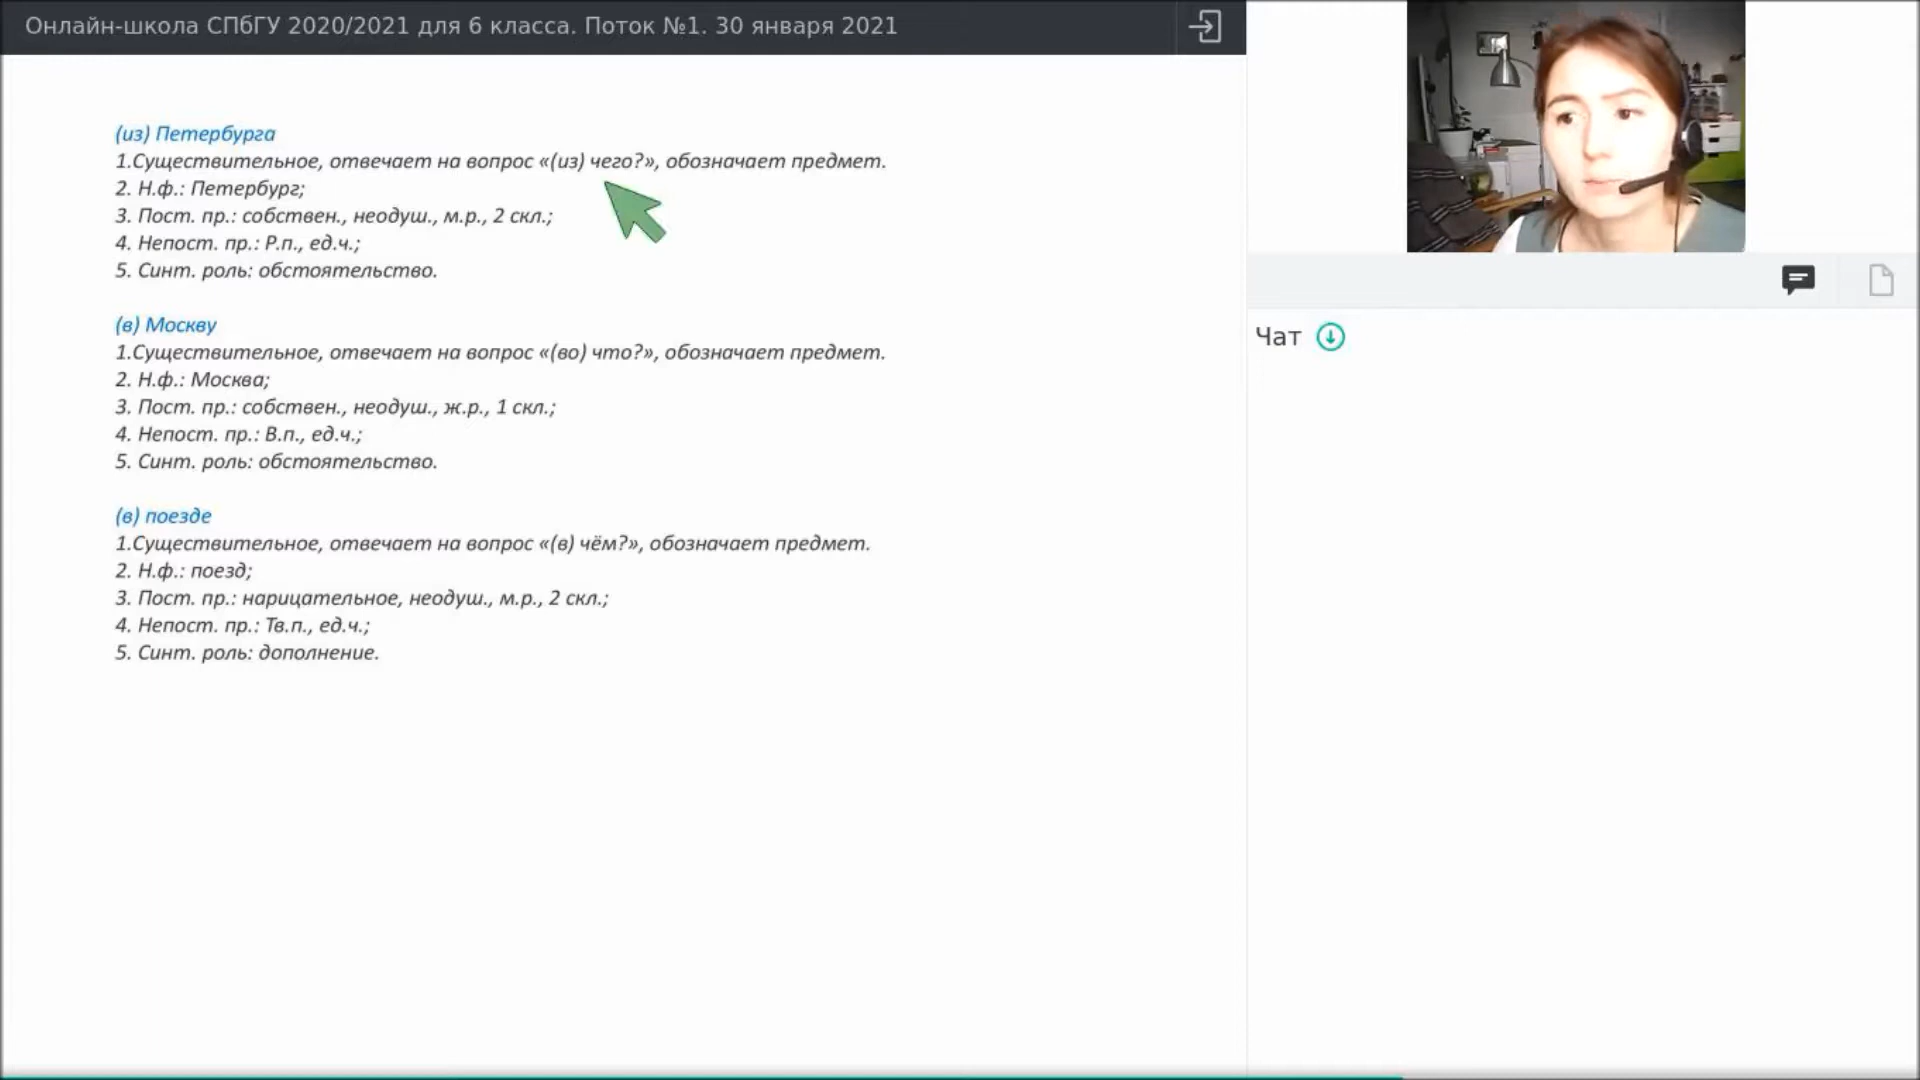 Онлайн-школа СПбГУ 2020/2021 для 6 класса. Поток №1. 30 января 2021
(из) Петербурга
1.Существительное, отвечает на вопрос «(из) чего?», обозначает предмет.
2. Н.ф.: Петербург;
3. Пост. пр.: собствен., неодуш., м.р., 2 скл.;
4. Непост. пр.: Р.п., ед.ч.;
5. Синт. роль: обстоятельство.
(в) Москву
1.Существительное, отвечает на вопрос «(во) что?», обозначает предмет.
2. Н.ф.: Москва;
3. Пост. пр.: собствен., неодуш., ж.р., 1 скл.;
4. Непост. пр.: В.п., ед.ч.;
5. Синт. роль: обстоятельство.
(в) поезде
1.Существительное, отвечает на вопрос «(в) чём?», обозначает предмет.
2. Н.ф.: поезд;
3. Пост. пр.: нарицательное, неодуш., м.р., 2 скл.;
4. Непост. пр.: Тв.п., ед.ч.;
5. Синт. роль: дополнение.
Чат